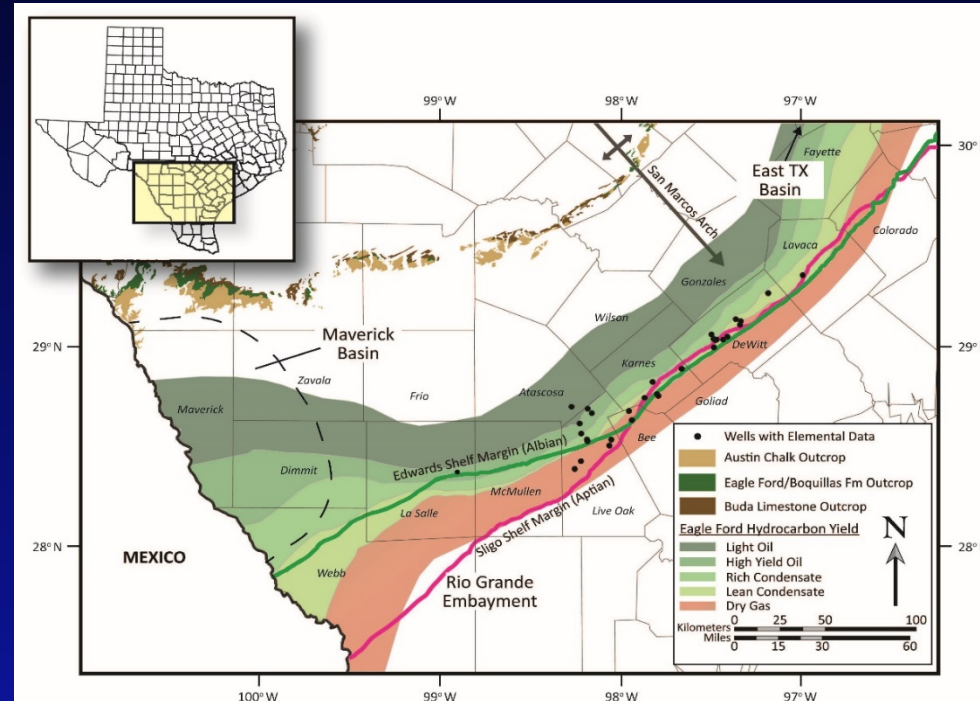 99°W
98°W
97°W
30°
Fayette
East TX
Basin
San Marcos Arch
Colorado
Lavaca
Gonzales
Wilson
29°N
29°
Maverick
Basin
DeWitt
Karnes
Zavala
Frio
Atascosa
Goliad
Maverick
Bee
Edwards Shelf Margin (Albian)
Dimmit
McMullen
La Salle
Sligo Shelf Margin (Aptian)
Live Oak
28°N
28°
MEXICO
Webb
Rio Grande
Embayment
Wells with Elemental Data
Austin Chalk Outcrop
Eagle Ford/Boquillas Fm Outcrop
Buda Limestone Outcrop
Eagle Ford Hydrocarbon Yield
N
Light Oil
High Yield Oil
Rich Condensate
Lean Condensate
Dry Gas
0 25 50 100
Kilometers
Miles
0 15 30 60
100°W
99°W
98°W
97°W